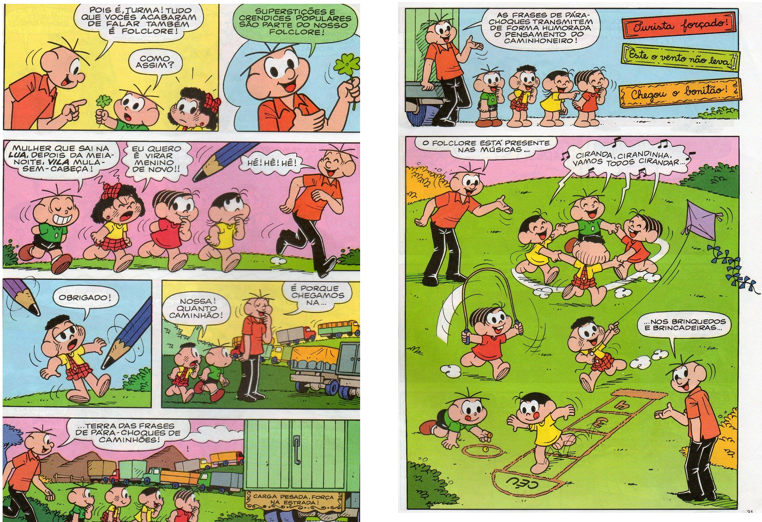 POIS É, TURMA! TUDO
QUE VOCÊS ACABARAM
DE FALAR TAMBÉM
É FOLCLORE!
COMO
ASSIM?
SUPERSTIÇÕES E
CRENDICES POPULARES
SÃO PARTE DO NOSSO
FOLCLORE!
MULHER QUE SAI NA
LUA, DEPOIS DA MEIA-
NOITE, VILA MULA-
SEM-CABEÇA!
EU QUERO
É VIRAR
MENINO
DE NOVO!!
HÊ! HÊ! HÊ!
OBRIGADO!
NOSSA!
QUANTO
CAMINHÃO!
É PORQUE
CHEGAMOS
NA...
...TERRA DAS FRASES
DE PÁRA-CHOQUES DE
CAMINHÕES!
CARGA PESADA, FORÇA
NA ESTRADA!
AS FRASES DE PÁRA-
CHOQUES TRANSMITEM
DE FORMA HUMORADA
O PENSAMENTO DO
CAMINHONEIRO!
Turista forçado!
Este o vento não leva!
Chegou o bonitão!
O FOLCLORE ESTÁ PRESENTE
NAS MÚSICAS...
CIRANDA, CIRANDINHA,
VAMOS TODOS CIRANDAR...
...NOS BRINQUEDOS
E BRINCADEIRAS...
CÉU
31